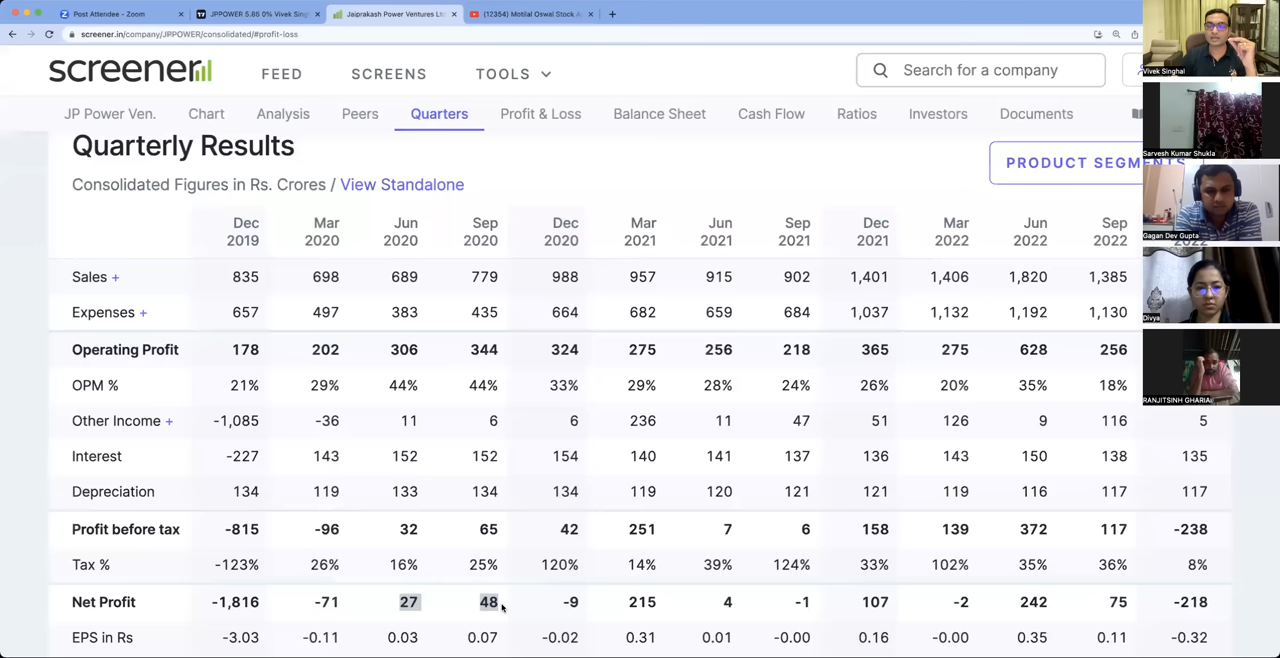 Post Attendee - Zoom
JPPOWER 5.85 0% Vivek Sing
Jaiprakash Power Ventures Ltd
(12354) Motilal Oswal Stock A
screener.in/company/JPPOWER/consolidated/#profit-loss
screener
FEED
SCREENS
TOOLS
Search for a company
JP Power Ven.
Chart
Analysis
Peers
Quarters
Profit & Loss
Balance Sheet
Cash Flow
Ratios
Investors
Documents
Quarterly Results
PRODUCT SEGMENTS
Consolidated Figures in Rs. Crores / View Standalone
Dec 2019 Mar 2020 Jun 2020 Sep 2020 Dec 2020 Mar 2021 Jun 2021 Sep 2021 Dec 2021 Mar 2022 Jun 2022 Sep 2022 2022
Sales + 835 698 689 779 988 957 915 902 1,401 1,406 1,820 1,385
Expenses + 657 497 383 435 664 682 659 684 1,037 1,132 1,192 1,130
Operating Profit 178 202 306 344 324 275 256 218 365 275 628 256
OPM % 21% 29% 44% 44% 33% 29% 28% 24% 26% 20% 35% 18%
Other Income + -1,085 -36 11 6 6 236 11 47 51 126 9 116 5
Interest -227 143 152 152 154 140 141 137 136 143 150 138 135
Depreciation 134 119 133 134 134 119 120 121 121 119 116 117 117
Profit before tax -815 -96 32 65 42 251 7 6 158 139 372 117 -238
Tax % -123% 26% 16% 25% 120% 14% 39% 124% 33% 102% 35% 36% 8%
Net Profit -1,816 -71 27 48 -9 215 4 -1 107 -2 242 75 -218
EPS in Rs -3.03 -0.11 0.03 0.07 -0.02 0.31 0.01 -0.00 0.16 -0.00 0.35 0.11 -0.32
Vivek Singhal
Sarvesh Kumar Shukla
Gagan Dev Gupta
Divya
RANJITSINH GHARIA